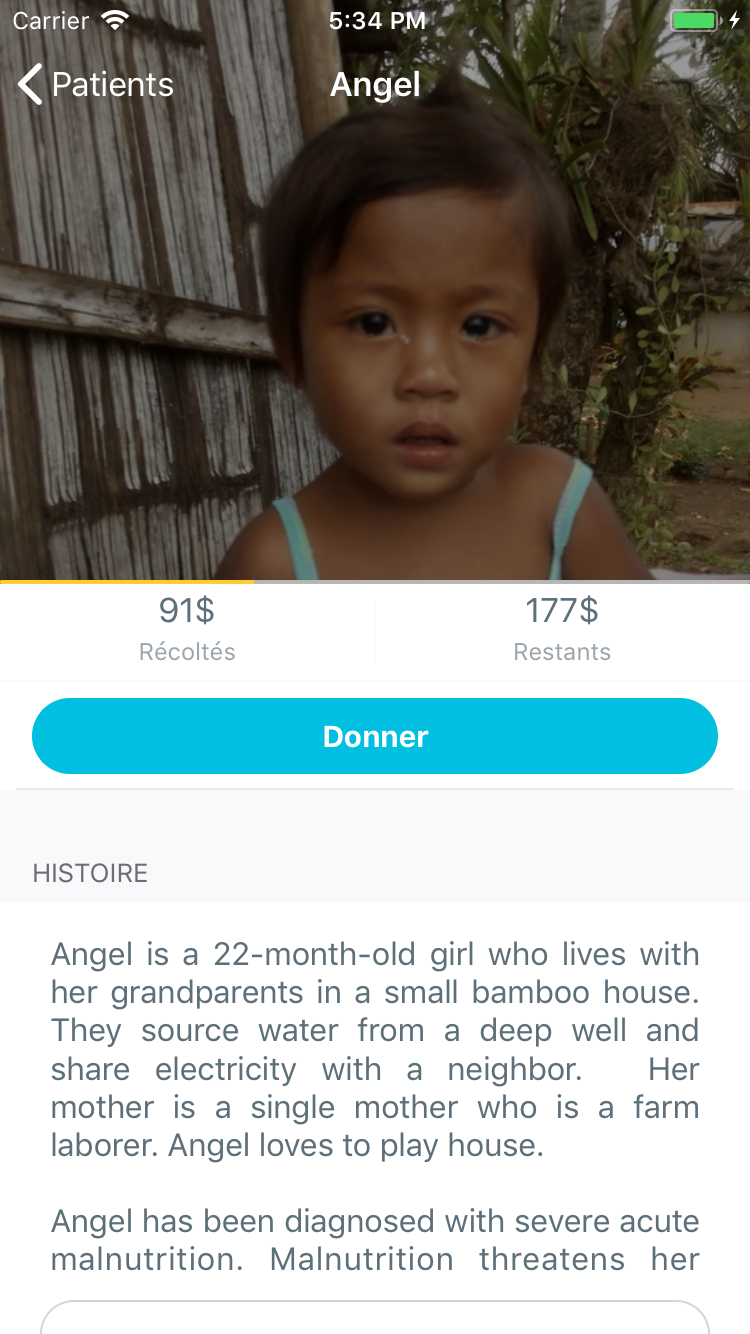 Carrier 5:34 PM
Patients Angel
91$ 177$
Récoltés Restants
Donner
HISTOIRE
Angel is a 22-month-old girl who lives with
her grandparents in a small bamboo house.
They source water from a deep well and
share electricity with a neighbor. Her
mother is a single mother who is a farm
laborer. Angel loves to play house.
Angel has been diagnosed with severe acute
malnutrition. Malnutrition threatens her